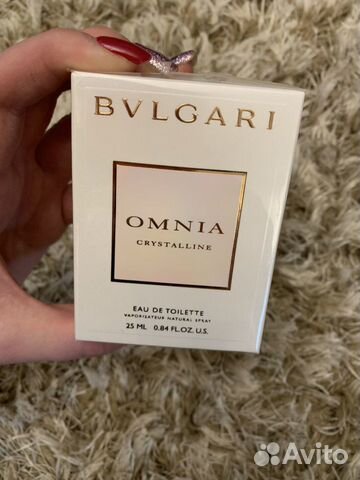 BVLGARI
OMNIA
CRYSTALLINE
EAU DE TOILETTE
VAPORISATEUR NATURAL SPRAY
25 ML 0.84 FL.OZ. U.S.
Avito